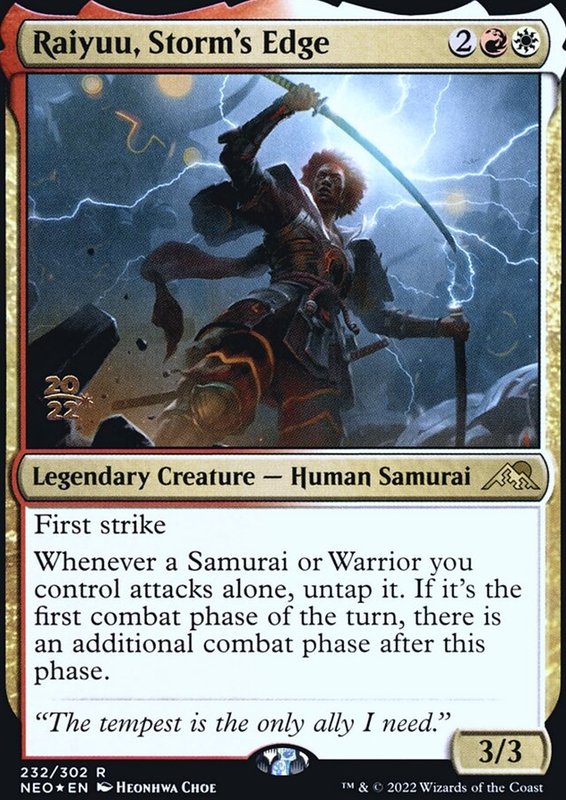 Raiyuu, Storm's Edge
2
20
22
Legendary Creature — Human Samurai
First strike
Whenever a Samurai or Warrior you
control attacks alone, untap it. If it's the
first combat phase of the turn, there is
an additional combat phase after this
phase.
“The tempest is the only ally I need.”
3/3
232/302 R
NEO★EN Heonhwa Choe
™ & © 2022 Wizards of the Coast